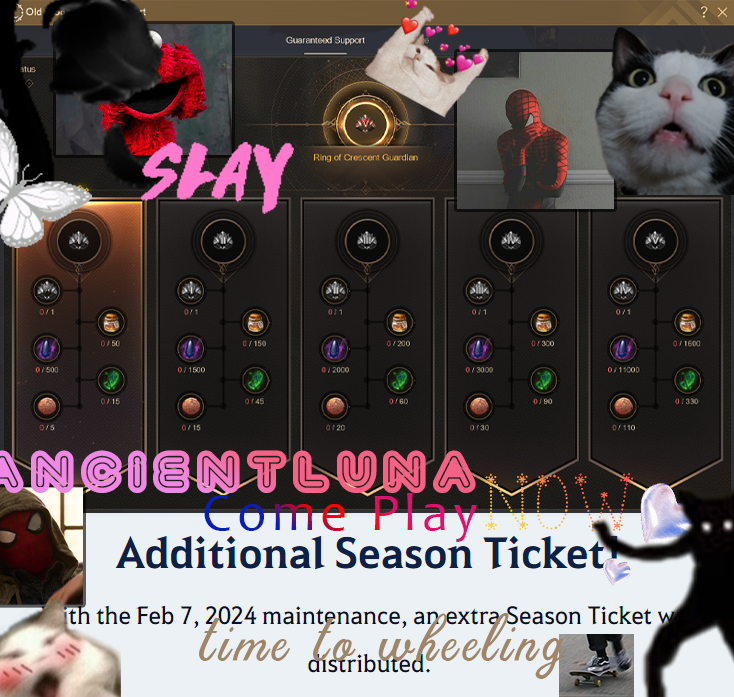 Old
Guaranteed Support
atus
Ring of Crescent Guardian
SLAY
V
I
II
III
IV
V
0 / 1
0 / 1
0 / 1
0 / 1
0 / 1
0 / 50
0 / 150
0 / 200
0 / 300
0 / 1600
0 / 500
0 / 1500
0 / 2000
0 / 3000
0 / 11000
0 / 15
0 / 45
0 / 60
0 / 90
0 / 330
0 / 5
0 / 15
0 / 20
0 / 30
0 / 110
ANCIENTLUNA
Come Play NOW
Additional Season Ticket!
ith the Feb 7, 2024 maintenance, an extra Season Ticket w
time to wheeling
distributed.